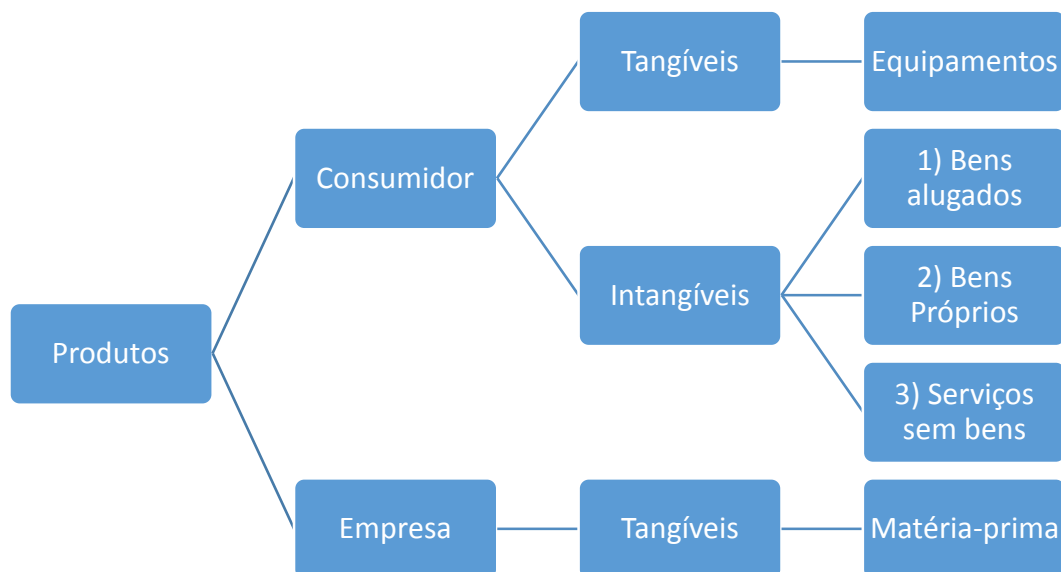 Tangíveis
Equipamentos
Consumidor
1) Bens
alugados
Intangíveis
2) Bens
Próprios
Produtos
3) Serviços
sem bens
Empresa
Tangíveis
Matéria-prima